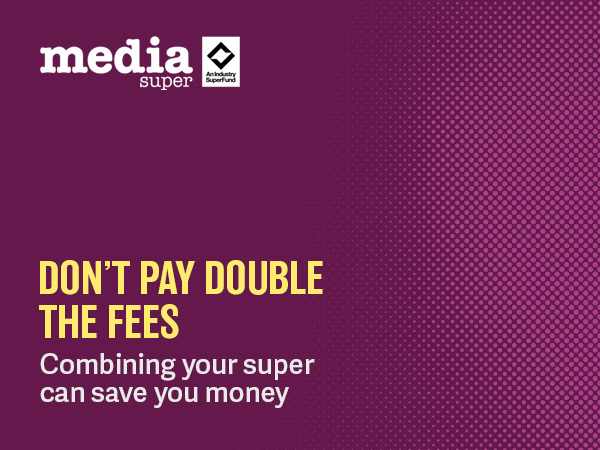 media
super
An Industry
SuperFund
DON'T PAY DOUBLE
THE FEES
Combining your super
can save you money